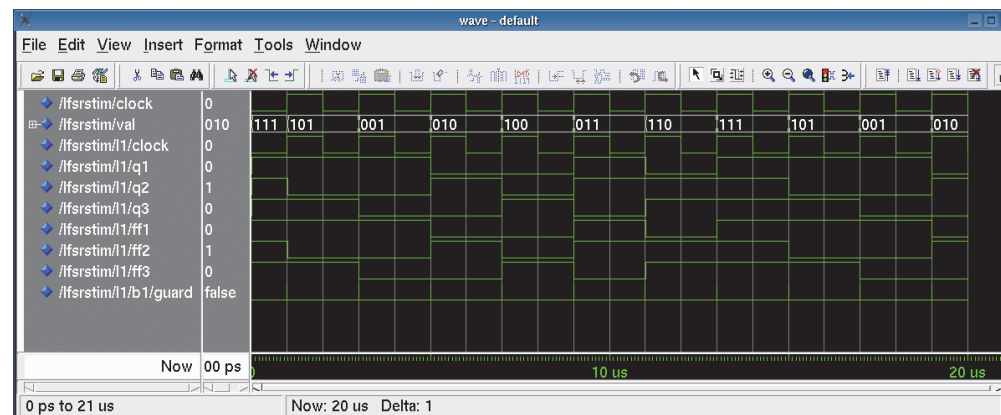 wave - default
File Edit View Insert Format Tools Window
/lfsrstim/clock 0
/lfsrstim/val 010 111 101 001 010 100 011 110 111 101 001 010
/lfsrstim/l1/clock 0
/lfsrstim/l1/q1 0
/lfsrstim/l1/q2 1
/lfsrstim/l1/q3 0
/lfsrstim/l1/ff1 0
/lfsrstim/l1/ff2 1
/lfsrstim/l1/ff3 0
/lfsrstim/l1/b1/guard false
Now 00 ps 0 10 us 20 us
0 ps to 21 us Now: 20 us Delta: 1